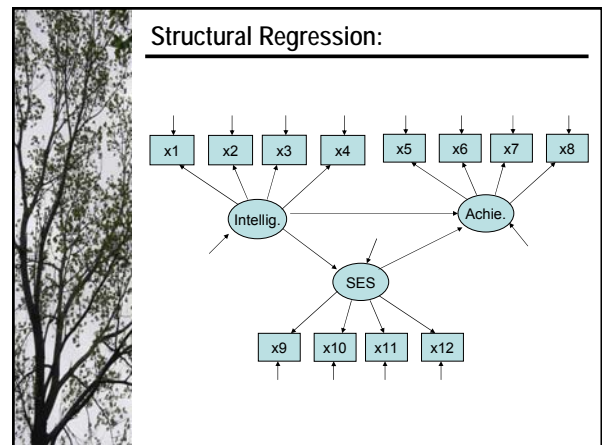 Structural Regression:
x1 x2 x3 x4 x5 x6 x7 x8
Intellig. Achie.
SES
x9 x10 x11 x12